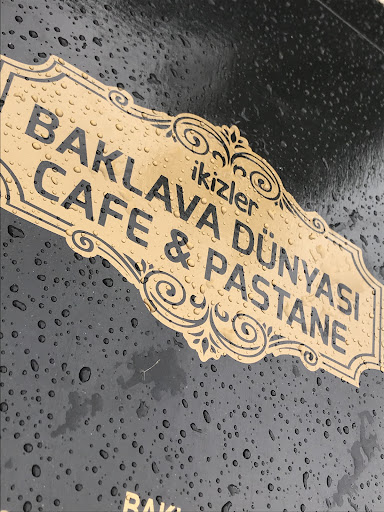 ikizler
BAKLAVA DÜNYASI
CAFE & PASTANE